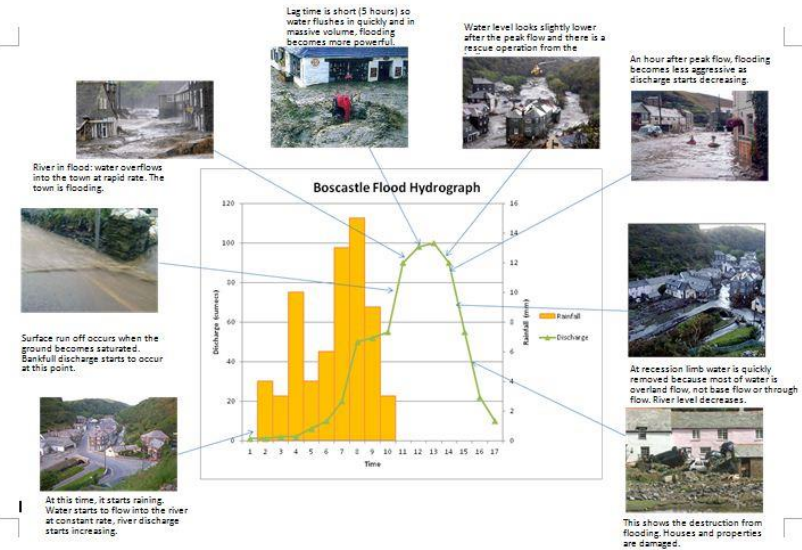 Lag time is short (5 hours) so
water flushes in quickly and in
massive volume, flooding
becomes more powerful.
Water level looks slightly lower
after the peak flow and there is a
rescue operation from the
An hour after peak flow, flooding
becomes less aggressive as
discharge starts decreasing.
River in flood: water overflows
into the town at rapid rate. The
town is flooding.
Surface run off occurs when the
ground becomes saturated.
Bankfull discharge starts to occur
at this point.
At this time, it starts raining.
Water starts to flow into the river
at constant rate, river discharge
starts increasing.
Boscastle Flood Hydrograph
Discharge (cumecs)
120
100
80
60
40
20
0
1 2 3 4 5 6 7 8 9 10 11 12 13 14 15 16 17
Time
16
14
12
10
8
6
4
2
0
Rainfall (mm)
Rainfall
Discharge
At recession limb water is quickly
removed because most of water is
overland flow, not base flow or through
flow. River level decreases.
This shows the destruction from
flooding. Houses and properties
are damaged.